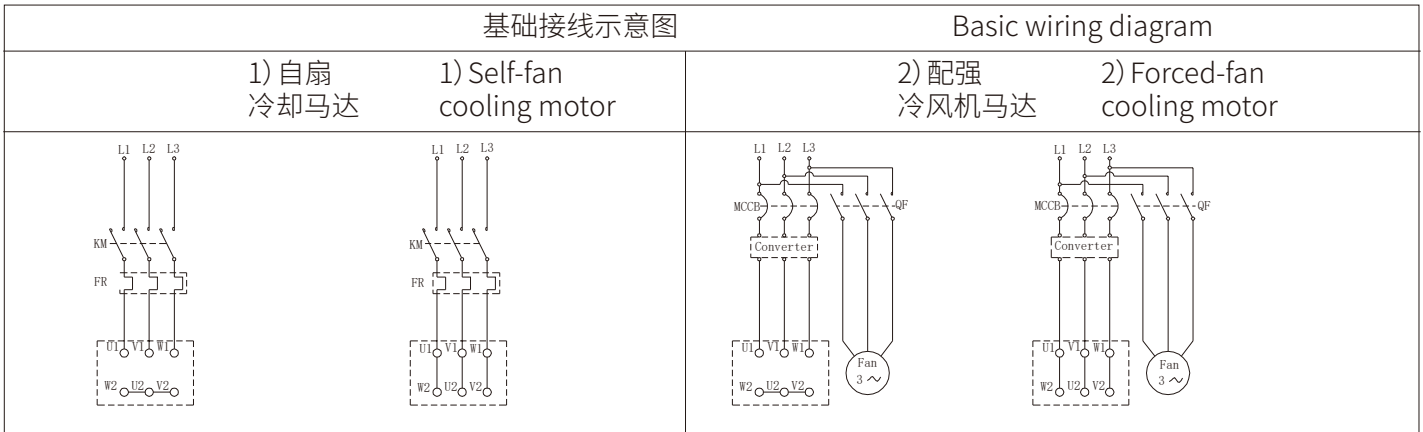 基础接线示意图 Basic wiring diagram
1) 自扇 1) Self-fan
冷却马达 cooling motor
2) 配强 2) Forced-fan
冷风机马达 cooling motor
L1 L2 L3
KM
FR
U1 V1 W1
W2 U2 V2
L1 L2 L3
KM
FR
U1 V1 W1
W2 U2 V2
L1 L2 L3
MCCB QF
Converter
U1 V1 W1
Fan
3 ~
W2 U2 V2
L1 L2 L3
MCCB QF
Converter
U1 V1 W1
Fan
3 ~
W2 U2 V2